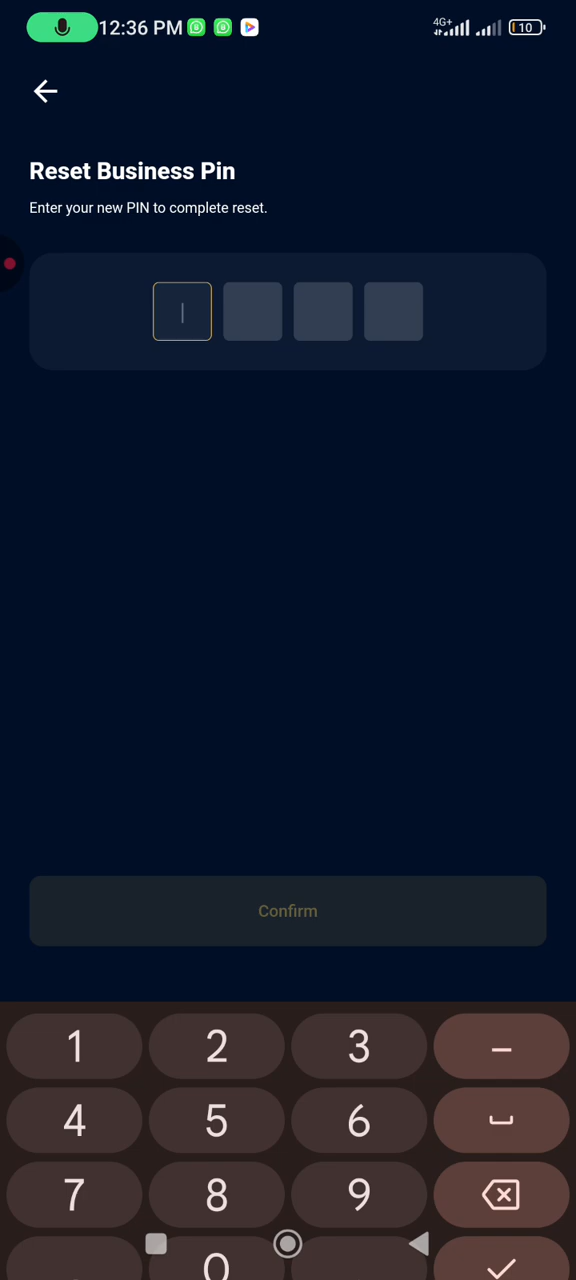 12:36 PM
4G+
10
Reset Business Pin
Enter your new PIN to complete reset.
Confirm
1 2 3 –
4 5 6
7 8 9
. 0